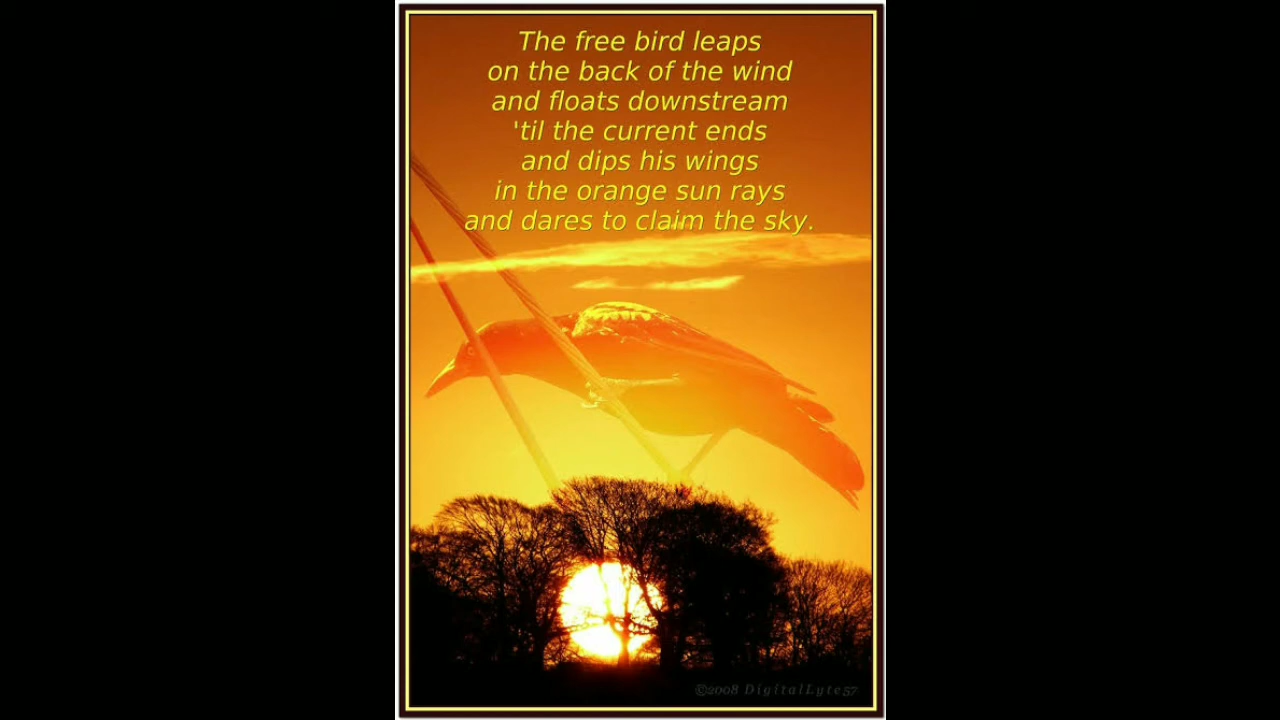 The free bird leaps
on the back of the wind
and floats downstream
'til the current ends
and dips his wings
in the orange sun rays
and dares to claim the sky.
©2008 DigitalLyte57